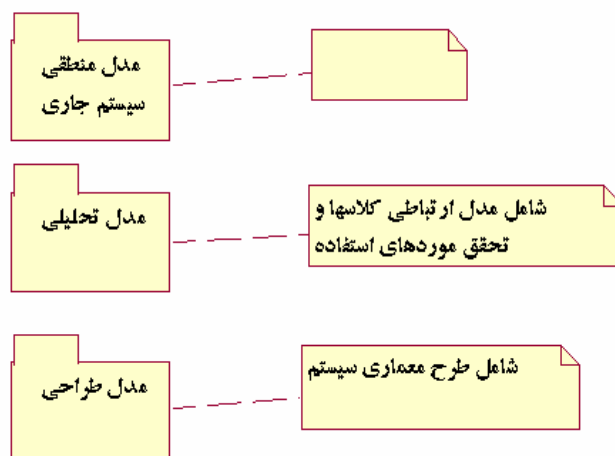 مدل منطقی
سیستم جاری
مدل تحلیلی
شامل مدل ارتباطی کلاسها و
تحقق موردهای استفاده
مدل طراحی
شامل طرح معماری سیستم